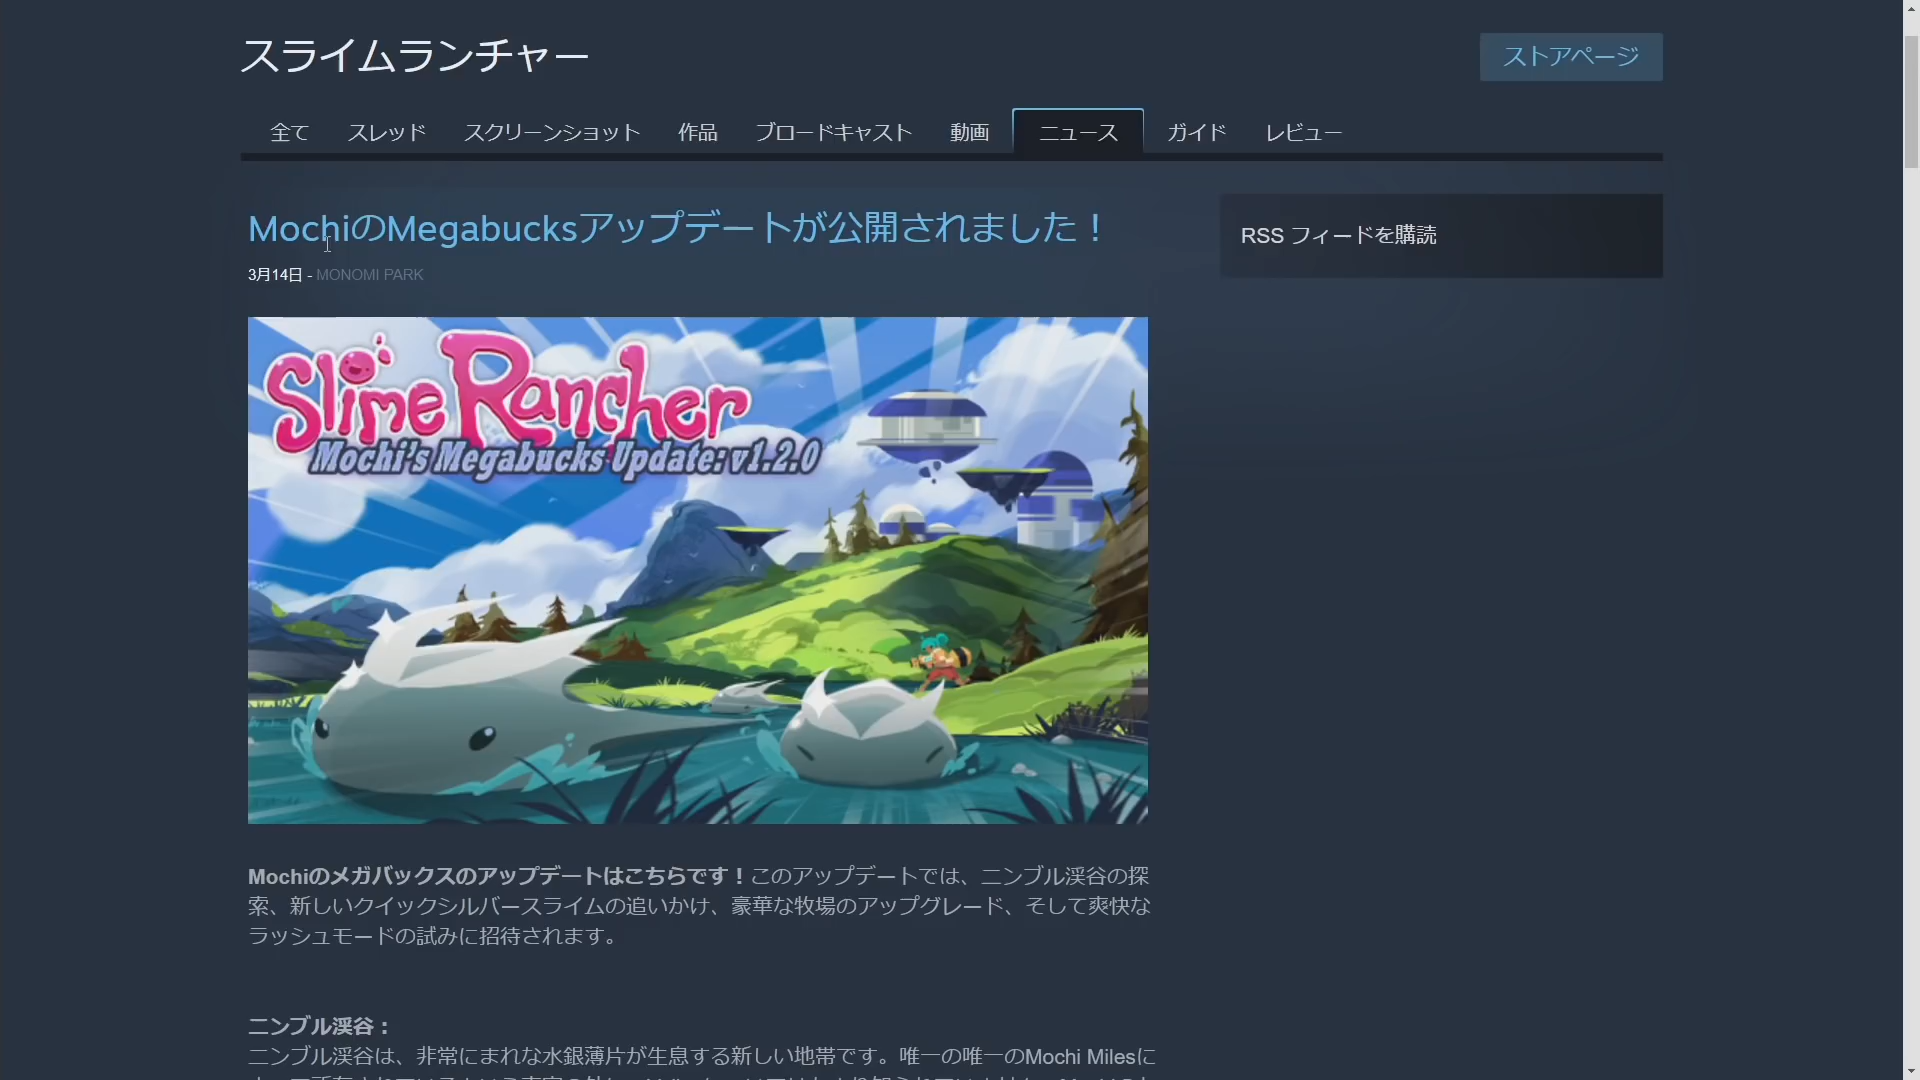 スライムランチャー
ストアページ
全て スレッド スクリーンショット 作品 ブロードキャスト 動画 ニュース ガイド レビュー
MochiのMegabucksアップデートが公開されました！
RSS フィードを購読
3月14日 - MONOMI PARK
Slime Rancher
Mochi's Megabucks Update: v1.2.0
Mochiのメガバックスのアップデートはこちらです！このアップデートでは、ニンブル渓谷の探
索、新しいクイックシルバースライムの追いかけ、豪華な牧場のアップグレード、そして爽快な
ラッシュモードの試みに招待されます。
ニンブル渓谷：
ニンブル渓谷は、非常にまれな水銀薄片が生息する新しい地帯です。唯一の唯一のMochi Milesに